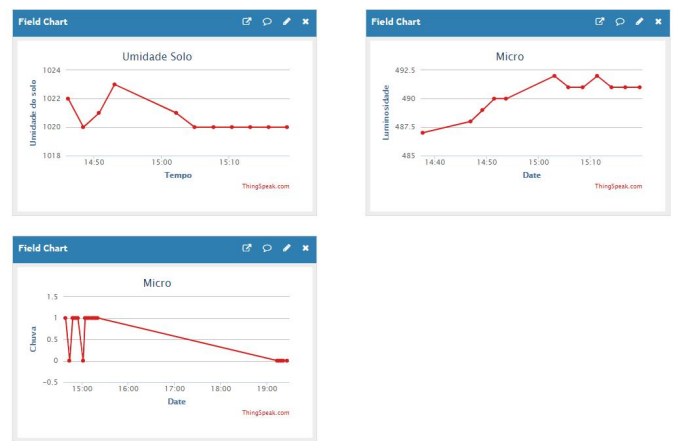 Field Chart
Umidade Solo
Umidade do solo
1024
1022
1020
1018
14:50 15:00 15:10
Tempo
ThingSpeak.com
Field Chart
Micro
Luminosidade
492.5
490
487.5
485
14:40 14:50 15:00 15:10
Date
ThingSpeak.com
Field Chart
Micro
Chuva
1.5
1
0.5
0
-0.5
15:00 16:00 17:00 18:00 19:00
Date
ThingSpeak.com